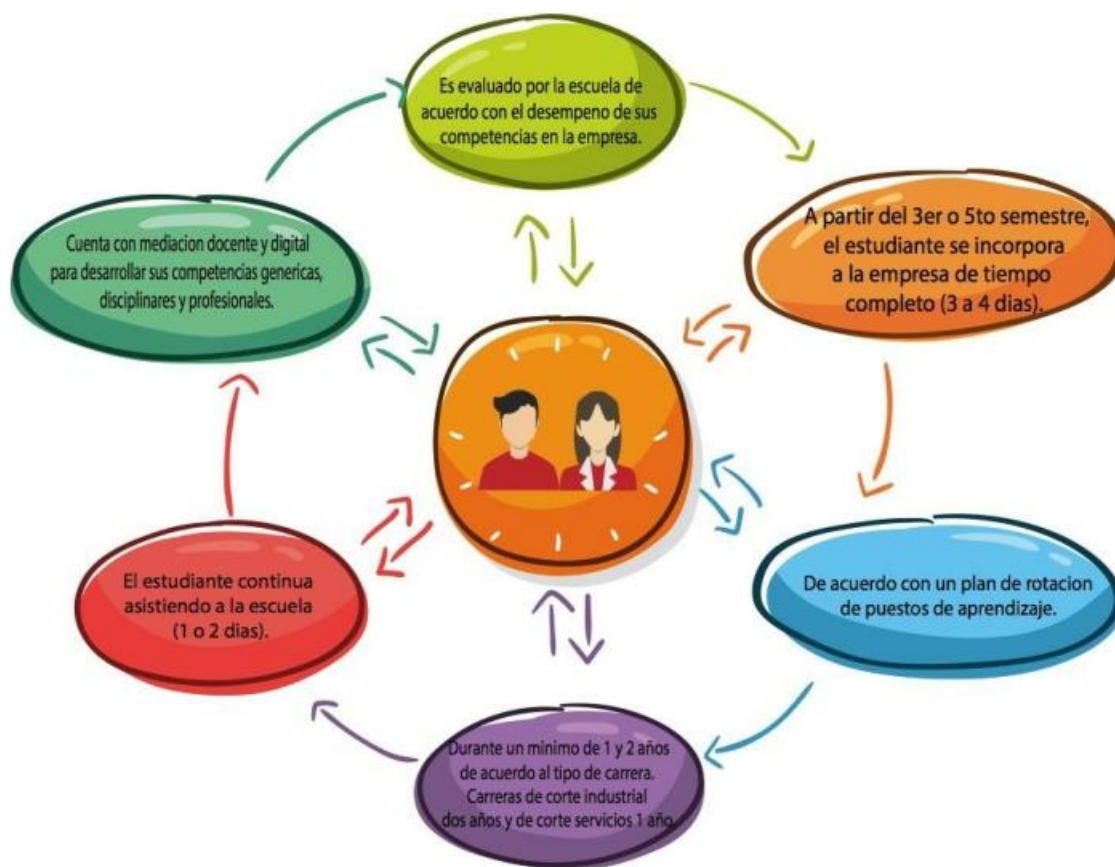 Es evaluado por la escuela de
acuerdo con el desempeno de sus
competencias en la empresa.
A partir del 3er o 5to semestre,
el estudiante se incorpora
a la empresa de tiempo
completo (3 a 4 dias).
De acuerdo con un plan de rotacion
de puestos de aprendizaje.
Durante un minimo de 1 y 2 años
de acuerdo al tipo de carrera.
Carreras de corte industrial
dos años y de corte servicios 1 año.
El estudiante continua
asistiendo a la escuela
(1 o 2 dias).
Cuenta con mediacion docente y digital
para desarrollar sus competencias genericas,
disciplinares y profesionales.